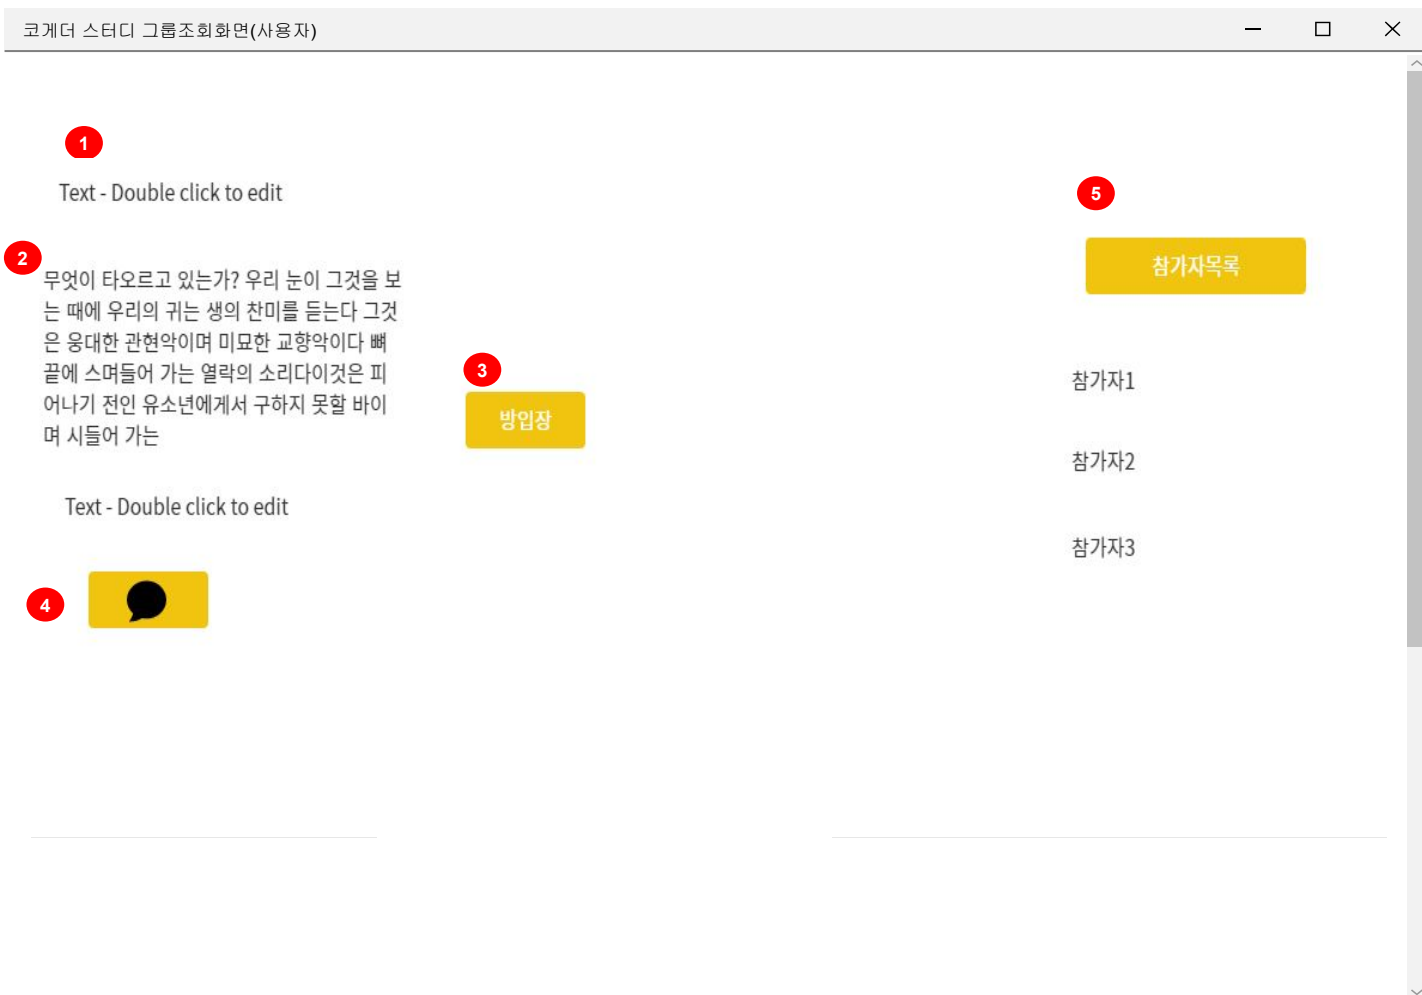 코게더 스터디 그룹조회화면(사용자)
1
Text - Double click to edit
2
무엇이 타오르고 있는가? 우리 눈이 그것을 보
는 때에 우리의 귀는 생의 찬미를 듣는다 그것
은 웅대한 관현악이며 미묘한 교향악이다 뼈
끝에 스며들어 가는 열락의 소리다이것은 피
어나기 전인 유소년에게서 구하지 못할 바이
며 시들어 가는
3
방입장
Text - Double click to edit
4
5
참가자목록
참가자1
참가자2
참가자3